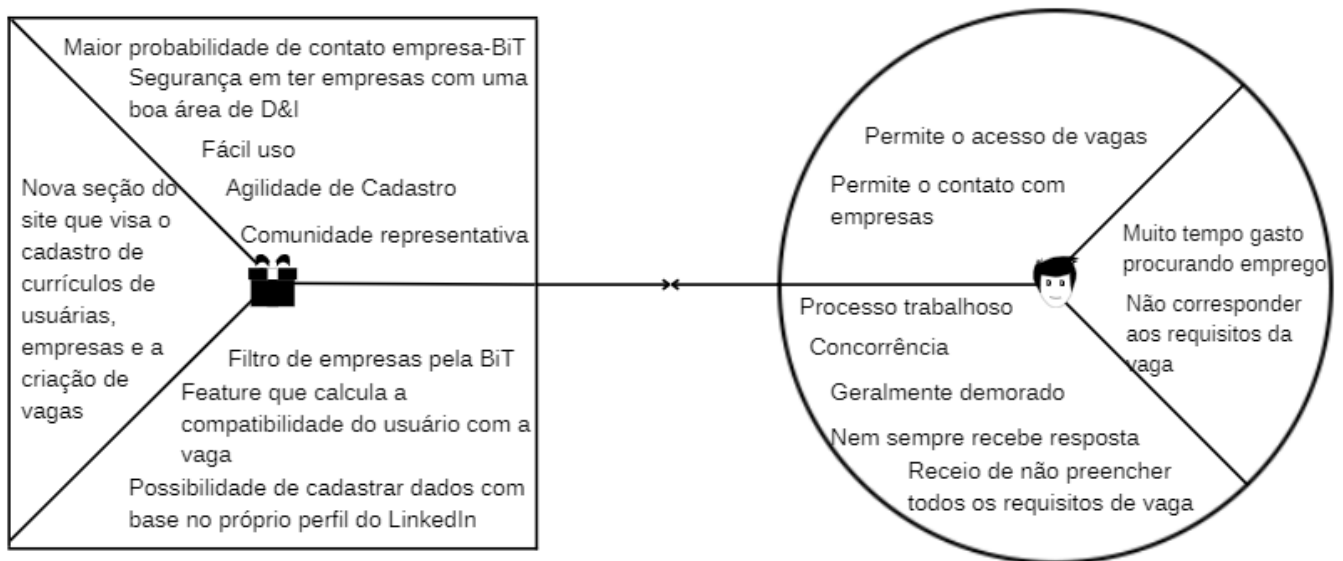 Maior probabilidade de contato empresa-BiT
Segurança em ter empresas com uma
boa área de D&I
Fácil uso
Agilidade de Cadastro
Comunidade representativa
Nova seção do
site que visa o
cadastro de
currículos de
usuárias,
empresas e a
criação de
vagas
Filtro de empresas pela BiT
Feature que calcula a
compatibilidade do usuário com a
vaga
Possibilidade de cadastrar dados com
base no próprio perfil do LinkedIn
Permite o acesso de vagas
Permite o contato com
empresas
Muito tempo gasto
procurando emprego
Não corresponder
aos requisitos da
vaga
Processo trabalhoso
Concorrência
Geralmente demorado
Nem sempre recebe resposta
Receio de não preencher
todos os requisitos de vaga